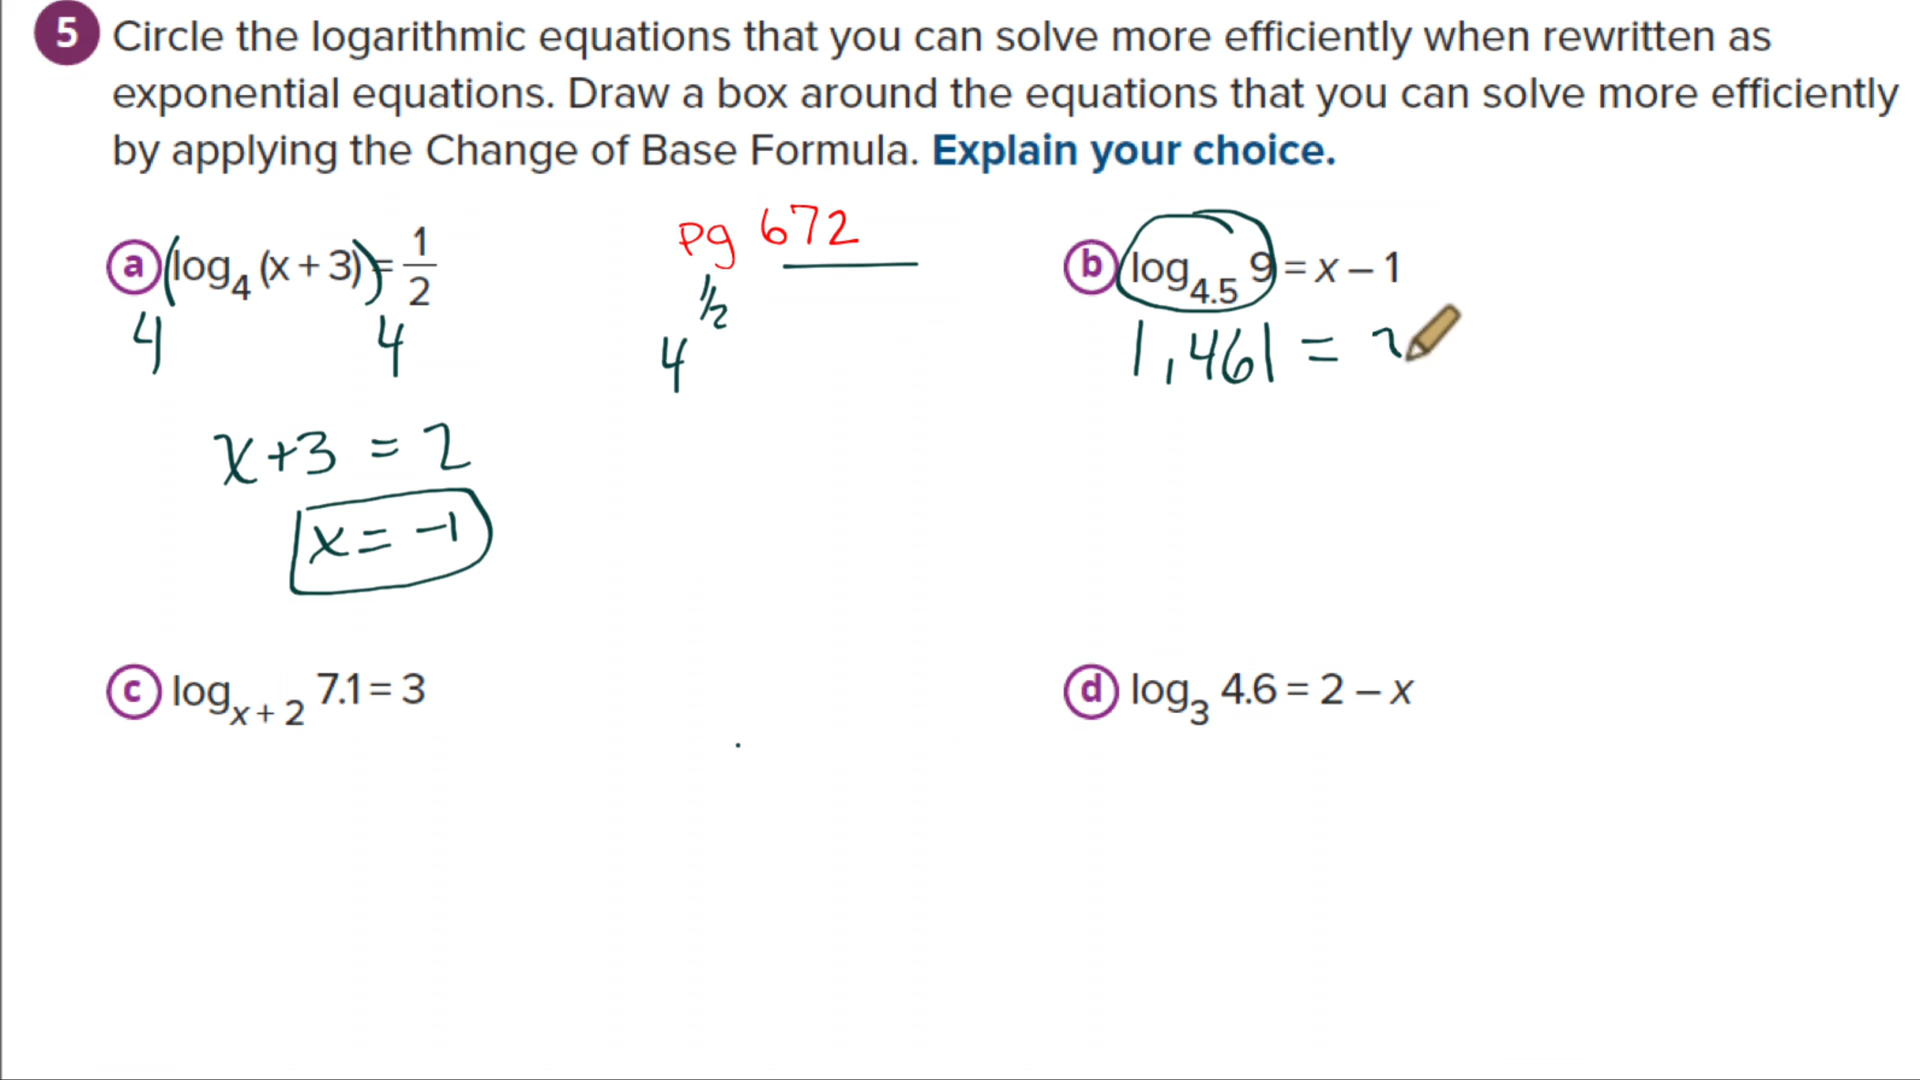 5 Circle the logarithmic equations that you can solve more efficiently when rewritten as
exponential equations. Draw a box around the equations that you can solve more efficiently
by applying the Change of Base Formula. Explain your choice.
pg 672
a (log₄ (x + 3)) = 1/2
4 4
4^1/2
x+3 = 2
x = -1
b log₄.₅ 9 = x – 1
1,461 =
c logₓ₊₂ 7.1 = 3
d log₃ 4.6 = 2 – x